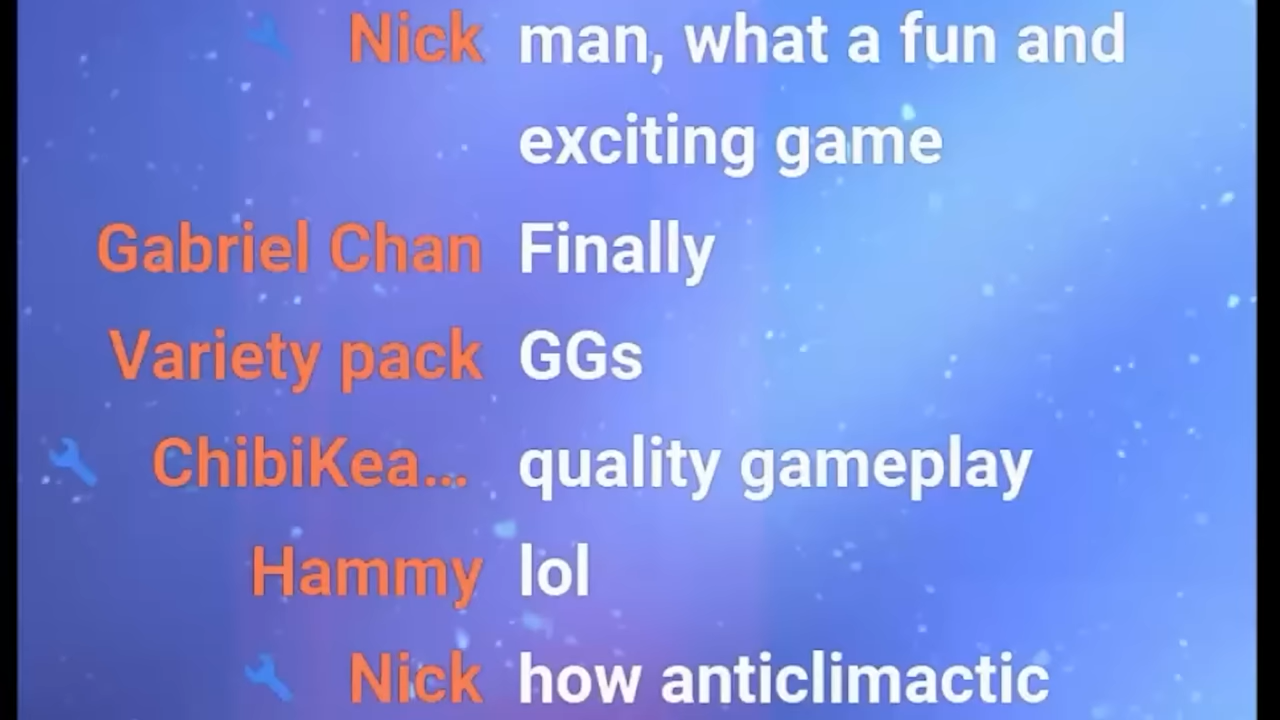 Nick man, what a fun and
exciting game
Gabriel Chan Finally
Variety pack GGs
ChibiKea... quality gameplay
Hammy lol
Nick how anticlimactic